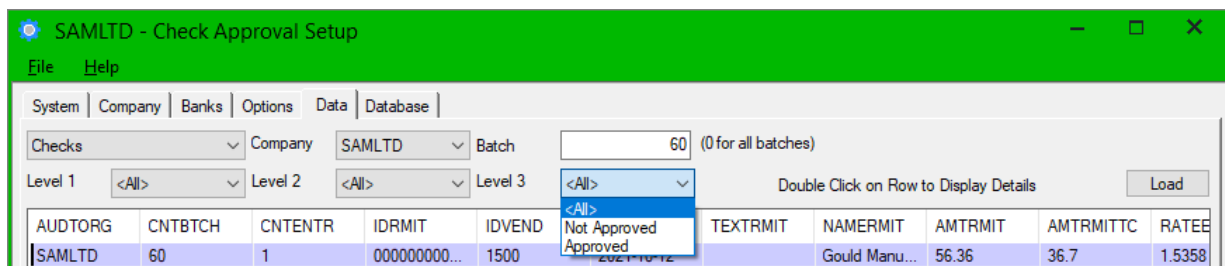 SAMLTD - Check Approval Setup
File Help
System Company Banks Options Data Database
Checks Company SAMLTD Batch 60 (0 for all batches)
Level 1 <All> Level 2 <All> Level 3 <All> Double Click on Row to Display Details Load
<All>
Not Approved
Approved
AUDTORG CNTBTCH CNTENTR IDRMIT IDVEND TEXTRMIT NAMERMIT AMTRMIT AMTRMITTC RATEE
SAMLTD 60 1 000000000... 1500 Gould Manu... 56.36 36.7 1.5358